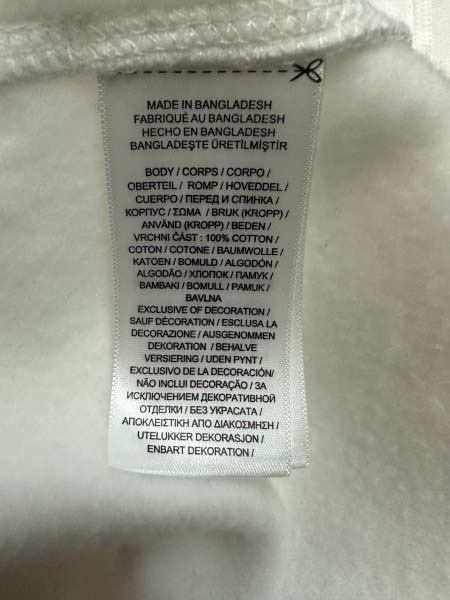 MADE IN BANGLADESH
FABRIQUÉ AU BANGLADESH
HECHO EN BANGLADESH
BANGLADEŞTE ÜRETİLMİŞTİR
BODY / CORPS / CORPO /
OBERTEIL / ROMP / HOVEDDEL /
CUERPO / ПЕРЕД И СПИНКА /
КОРПУС / ΣΩΜΑ / BRUK (KROPP) /
ANVÄND (KROPP) / BEDEN /
VRCHNI ČÁST : 100% COTTON /
COTON / COTONE / BAUMWOLLE /
KATOEN / BOMULD / ALGODÓN /
ALGODÃO / ХЛОПОК / ПАМУК /
BAMBAKI / BOMULL / PAMUK /
BAVLNA
EXCLUSIVE OF DECORATION /
SAUF DÉCORATION / ESCLUSA LA
DECORAZIONE / AUSGENOMMEN
DEKORATION / BEHALVE
VERSIERING / UDEN PYNT /
EXCLUSIVO DE LA DECORACIÓN/
NÃO INCLUI DECORAÇÃO / ЗА
ИСКЛЮЧЕНИЕМ ДЕКОРАТИВНОЙ
ОТДЕЛКИ / БЕЗ УКРАСАТА /
ΑΠΟΚΛΕΙΣΤΙΚΗ ΑΠΟ ΔΙΑΚΟΣΜΗΣΗ /
UTELUKKER DEKORASJON /
ENBART DEKORATION /